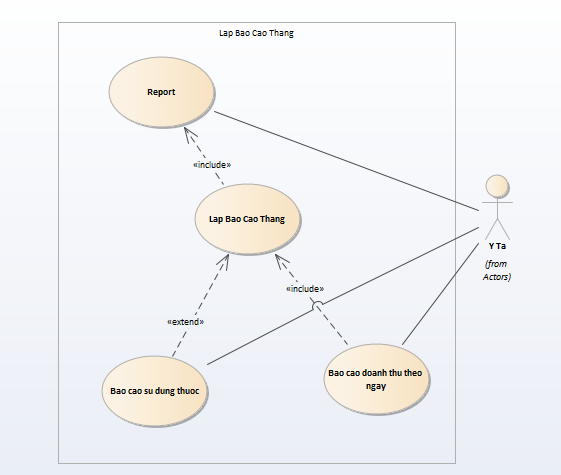 Lap Bao Cao Thang
Report
«include»
Lap Bao Cao Thang
Y Ta
(from
Actors)
«include»
«extend»
Bao cao su dung thuoc
Bao cao doanh thu theo
ngay